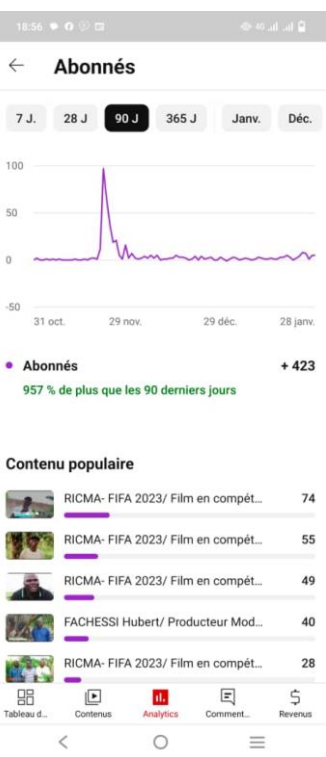 18:56
4G
Abonnés
7 J. 28 J 90 J 365 J Janv. Déc.
100
50
0
-50
31 oct. 29 nov. 29 déc. 28 janv.
Abonnés + 423
957 % de plus que les 90 derniers jours
Contenu populaire
RICMA- FIFA 2023/ Film en compét... 74
RICMA- FIFA 2023/ Film en compét... 55
RICMA- FIFA 2023/ Film en compét... 49
FACHESSI Hubert/ Producteur Mod... 40
RICMA- FIFA 2023/ Film en compét... 28
Tableau d... Contenus Analytics Comment... Revenus